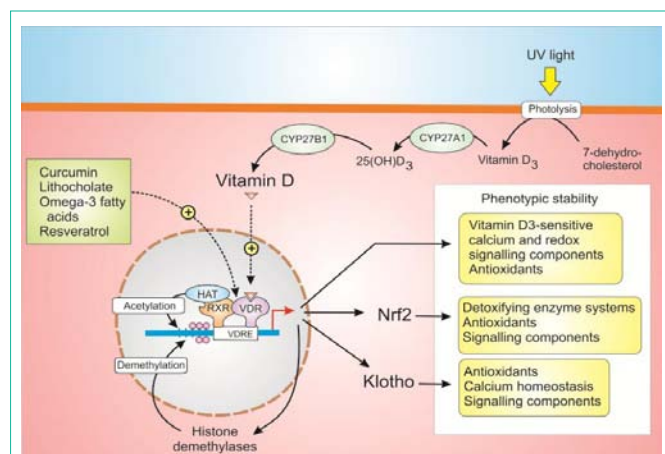 UV light
Photolysis
CYP27B1
CYP27A1
25(OH)D3
Vitamin D3
7-dehydro-
cholesterol
Vitamin D
Curcumin
Lithocholate
Omega-3 fatty
acids
Resveratrol
+
+
HAT
RXR
VDR
VDRE
Acetylation
Demethylation
Histone
demethylases
Nrf2
Klotho
Phenotypic stability
Vitamin D3-sensitive
calcium and redox
signalling components
Antioxidants
Detoxifying enzyme systems
Antioxidants
Signalling components
Antioxidants
Calcium homeostasis
Signalling components